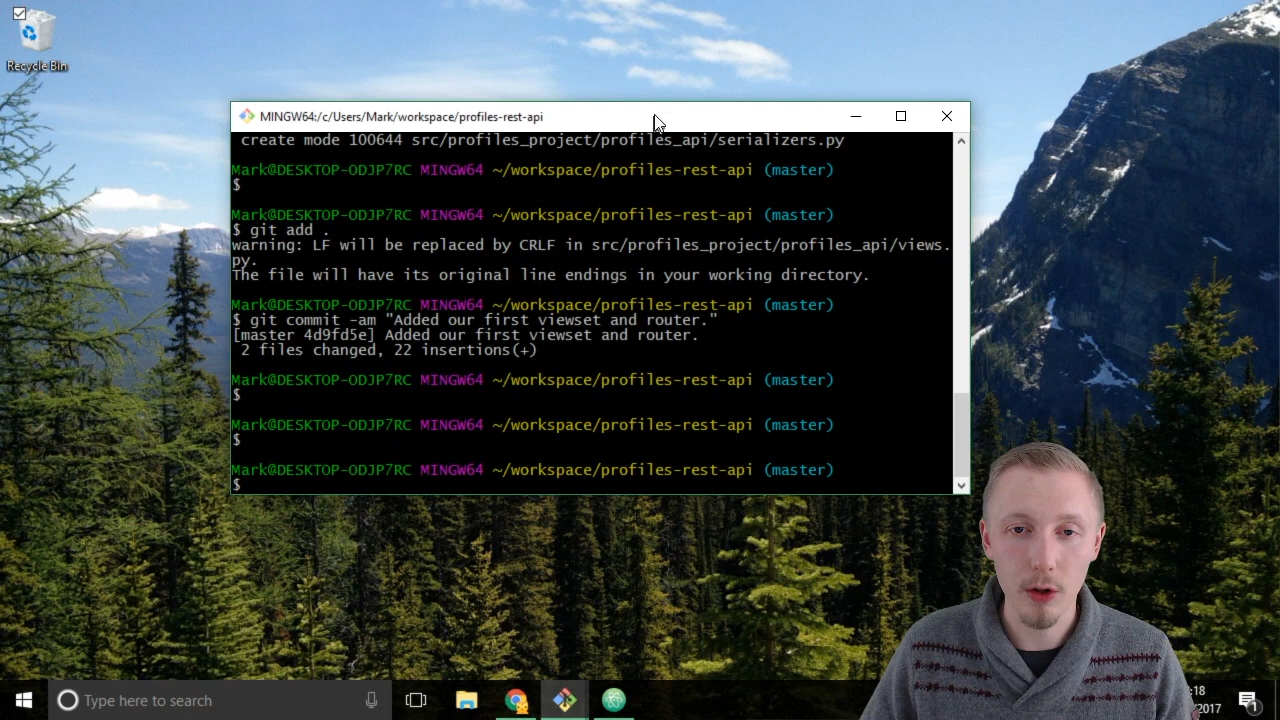 Recycle Bin
MINGW64:/c/Users/Mark/workspace/profiles-rest-api
create mode 100644 src/profiles_project/profiles_api/serializers.py
Mark@DESKTOP-ODJP7RC MINGW64 ~/workspace/profiles-rest-api (master)
$
Mark@DESKTOP-ODJP7RC MINGW64 ~/workspace/profiles-rest-api (master)
$ git add .
warning: LF will be replaced by CRLF in src/profiles_project/profiles_api/views.
py.
The file will have its original line endings in your working directory.
Mark@DESKTOP-ODJP7RC MINGW64 ~/workspace/profiles-rest-api (master)
$ git commit -am "Added our first viewset and router."
[master 4d9fd5e] Added our first viewset and router.
2 files changed, 22 insertions(+)
Mark@DESKTOP-ODJP7RC MINGW64 ~/workspace/profiles-rest-api (master)
$
Mark@DESKTOP-ODJP7RC MINGW64 ~/workspace/profiles-rest-api (master)
$
Mark@DESKTOP-ODJP7RC MINGW64 ~/workspace/profiles-rest-api (master)
$
Type here to search
:18
/2017
1